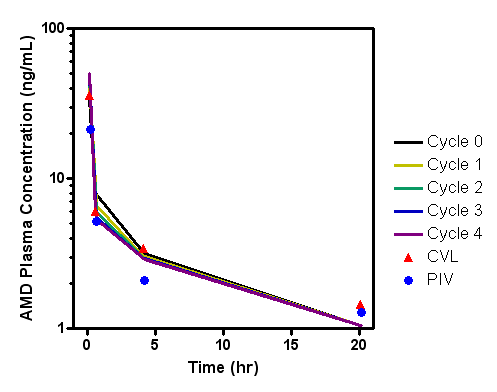 100
10
1
AMD Plasma Concentration (ng/mL)
0
5
10
15
20
Time (hr)
Cycle 0
Cycle 1
Cycle 2
Cycle 3
Cycle 4
CVL
PIV